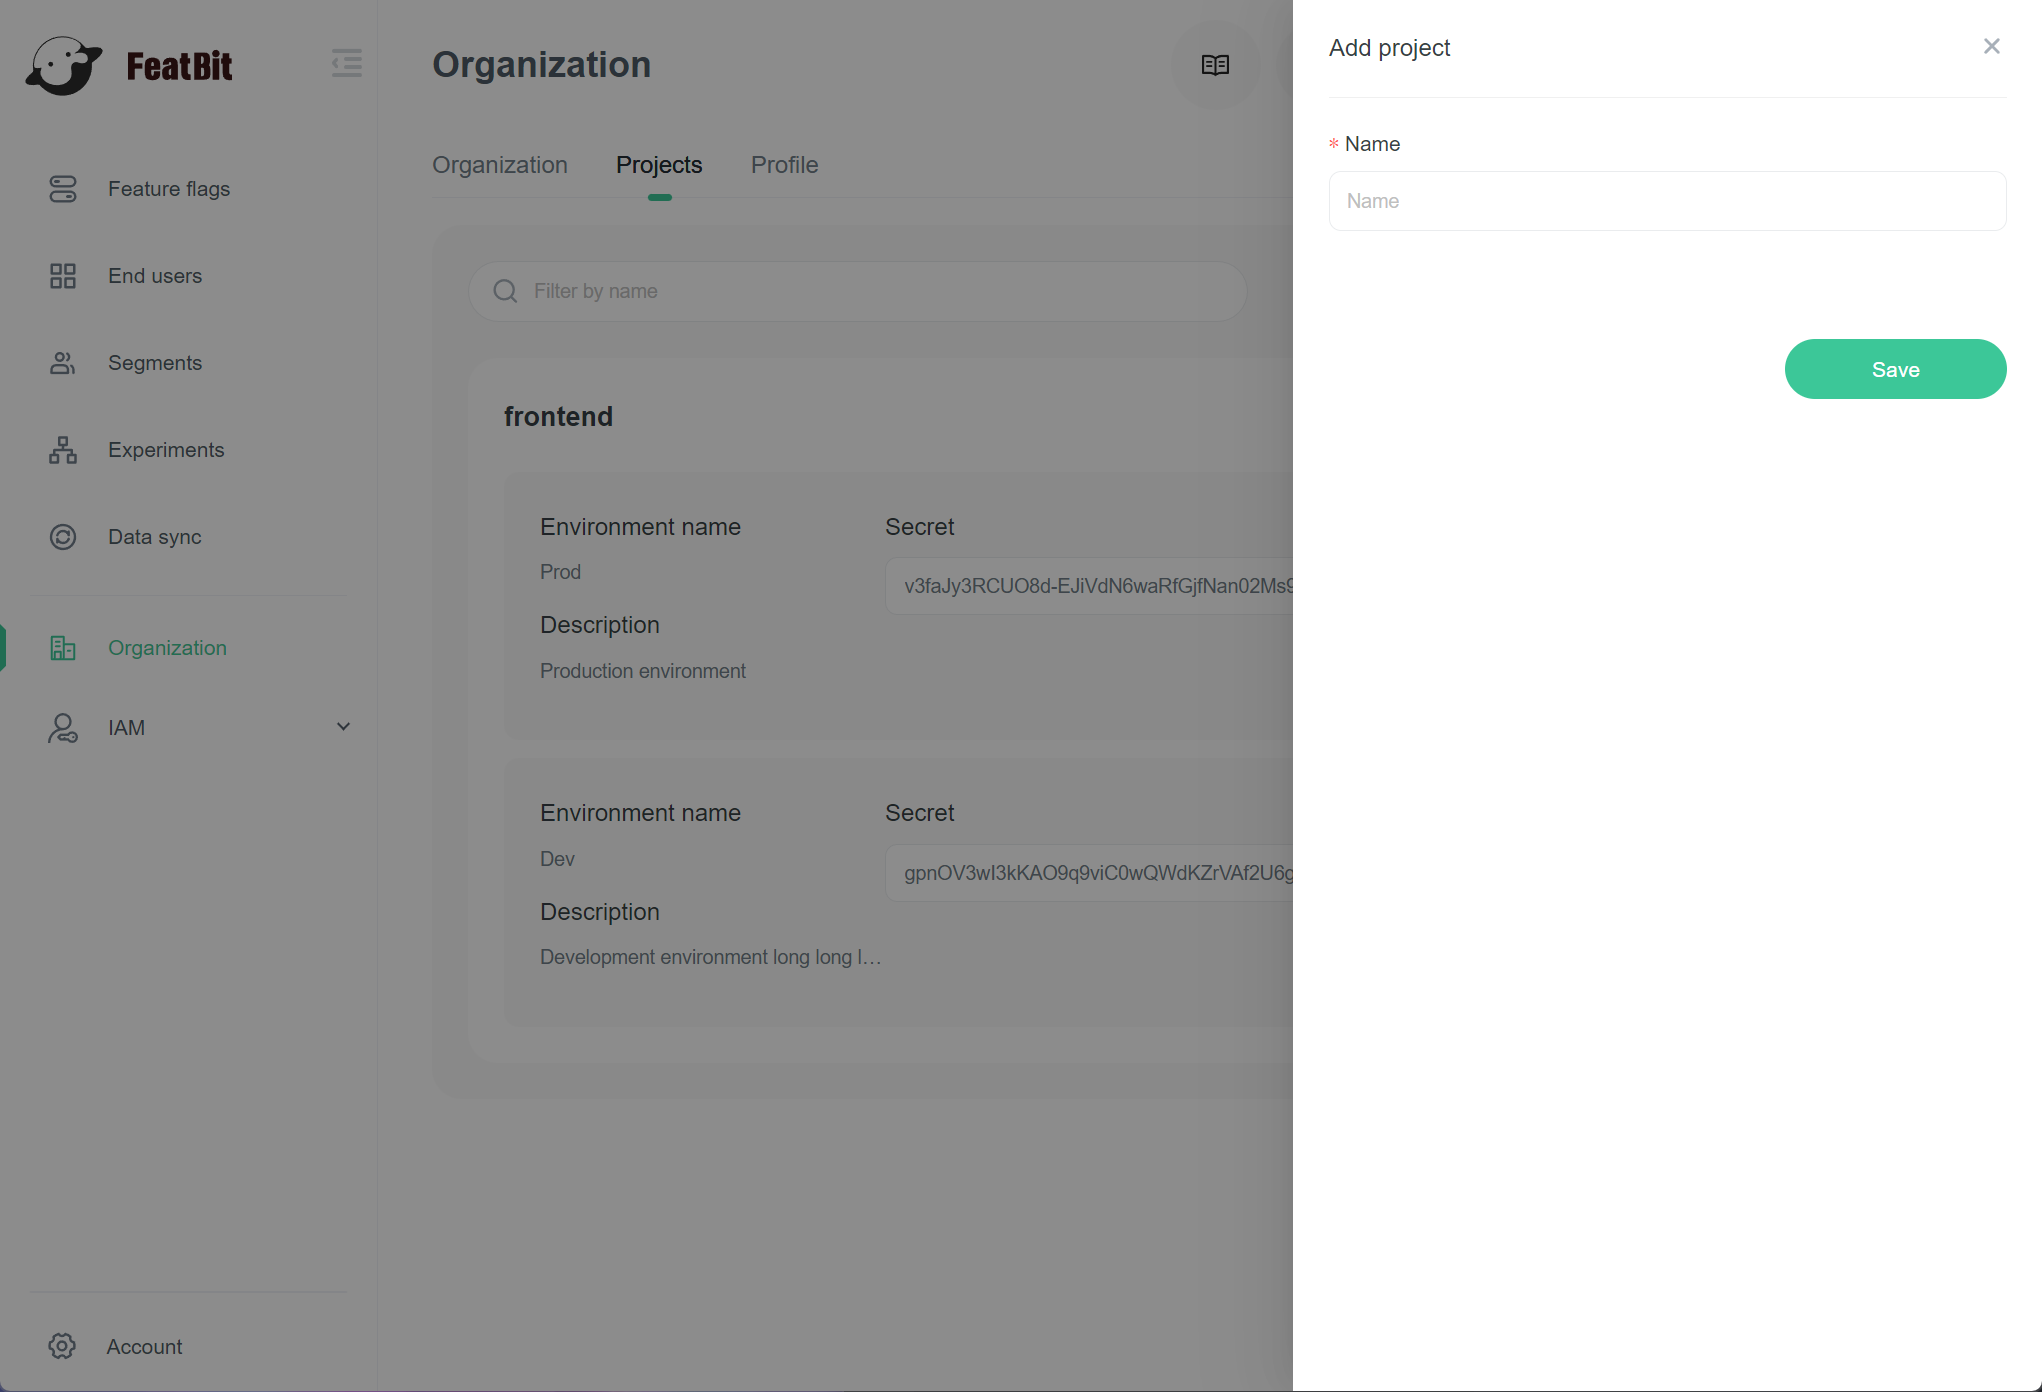 FeatBit
Feature flags
End users
Segments
Experiments
Data sync
Organization
IAM
Account
Organization
Organization
Projects
Profile
Filter by name
frontend
Environment name
Secret
Prod
v3faJy3RCUO8d-EJiVdN6waRfGjfNan02Ms9
Description
Production environment
Environment name
Secret
Dev
gpnOV3wI3kKAO9q9viC0wQWdKZrVAf2U6g
Description
Development environment long long l…
Add project
* Name
Name
Save